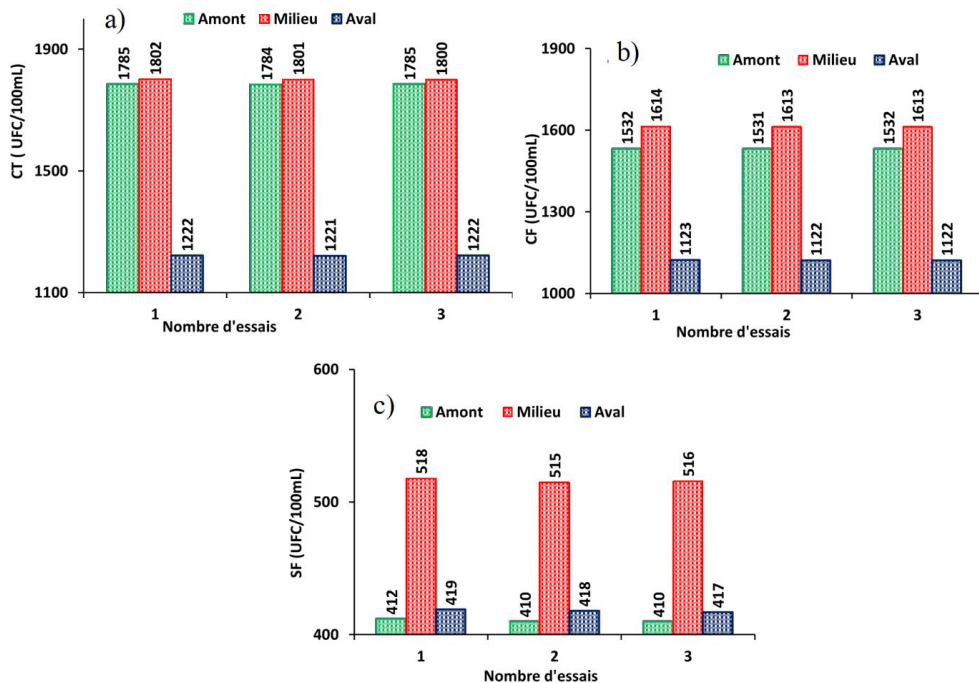 a)
Amont Milieu Aval
CT ( UFC/100mL)
1900
1500
1100
1785 1802 1222
1784 1801 1221
1785 1800 1222
1 2 3
Nombre d'essais
b)
Amont Milieu Aval
CF (UFC/100mL)
1900
1600
1300
1000
1532 1614 1123
1531 1613 1122
1532 1613 1122
1 2 3
Nombre d'essais
c)
Amont Milieu Aval
SF (UFC/100mL)
600
500
400
412 518 419
410 515 418
410 516 417
1 2 3
Nombre d'essais